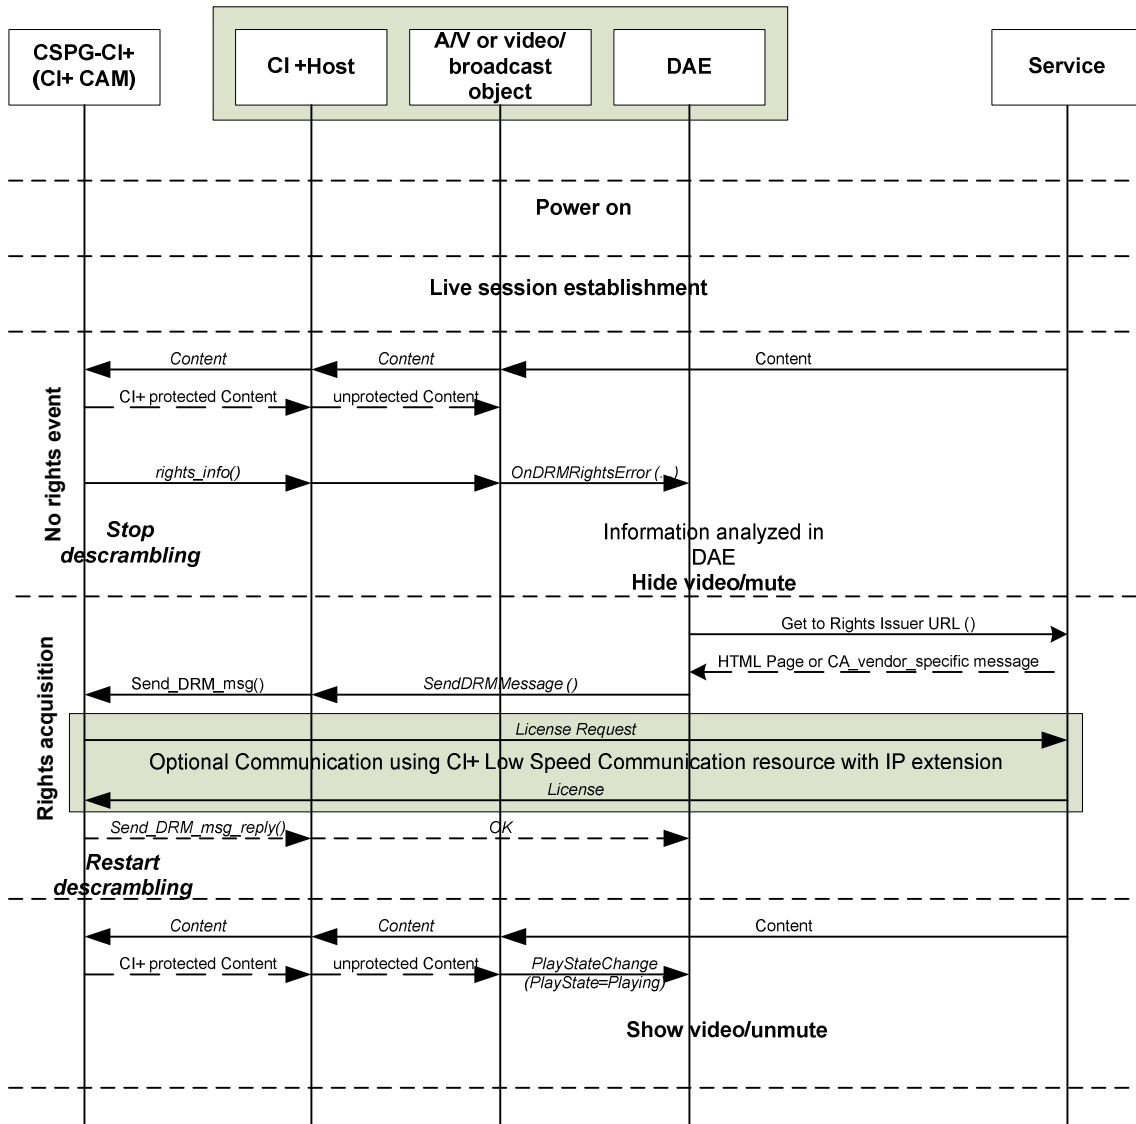 CSPG-CI+
(CI+ CAM)
CI +Host
A/V or video/
broadcast
object
DAE
Service
Power on
Live session establishment
No rights event
Content
Content
Content
CI+ protected Content
unprotected Content
rights_info()
OnDRMRightsError (...)
Stop
descrambling
Information analyzed in
DAE
Hide video/mute
Rights acquisition
Get to Rights Issuer URL ()
HTML Page or CA_vendor_specific message
Send_DRM_msg()
SendDRMMessage ()
License Request
Optional Communication using CI+ Low Speed Communication resource with IP extension
License
Send_DRM_msg_reply()
OK
Restart
descrambling
Content
Content
Content
CI+ protected Content
unprotected Content
PlayStateChange
(PlayState=Playing)
Show video/unmute